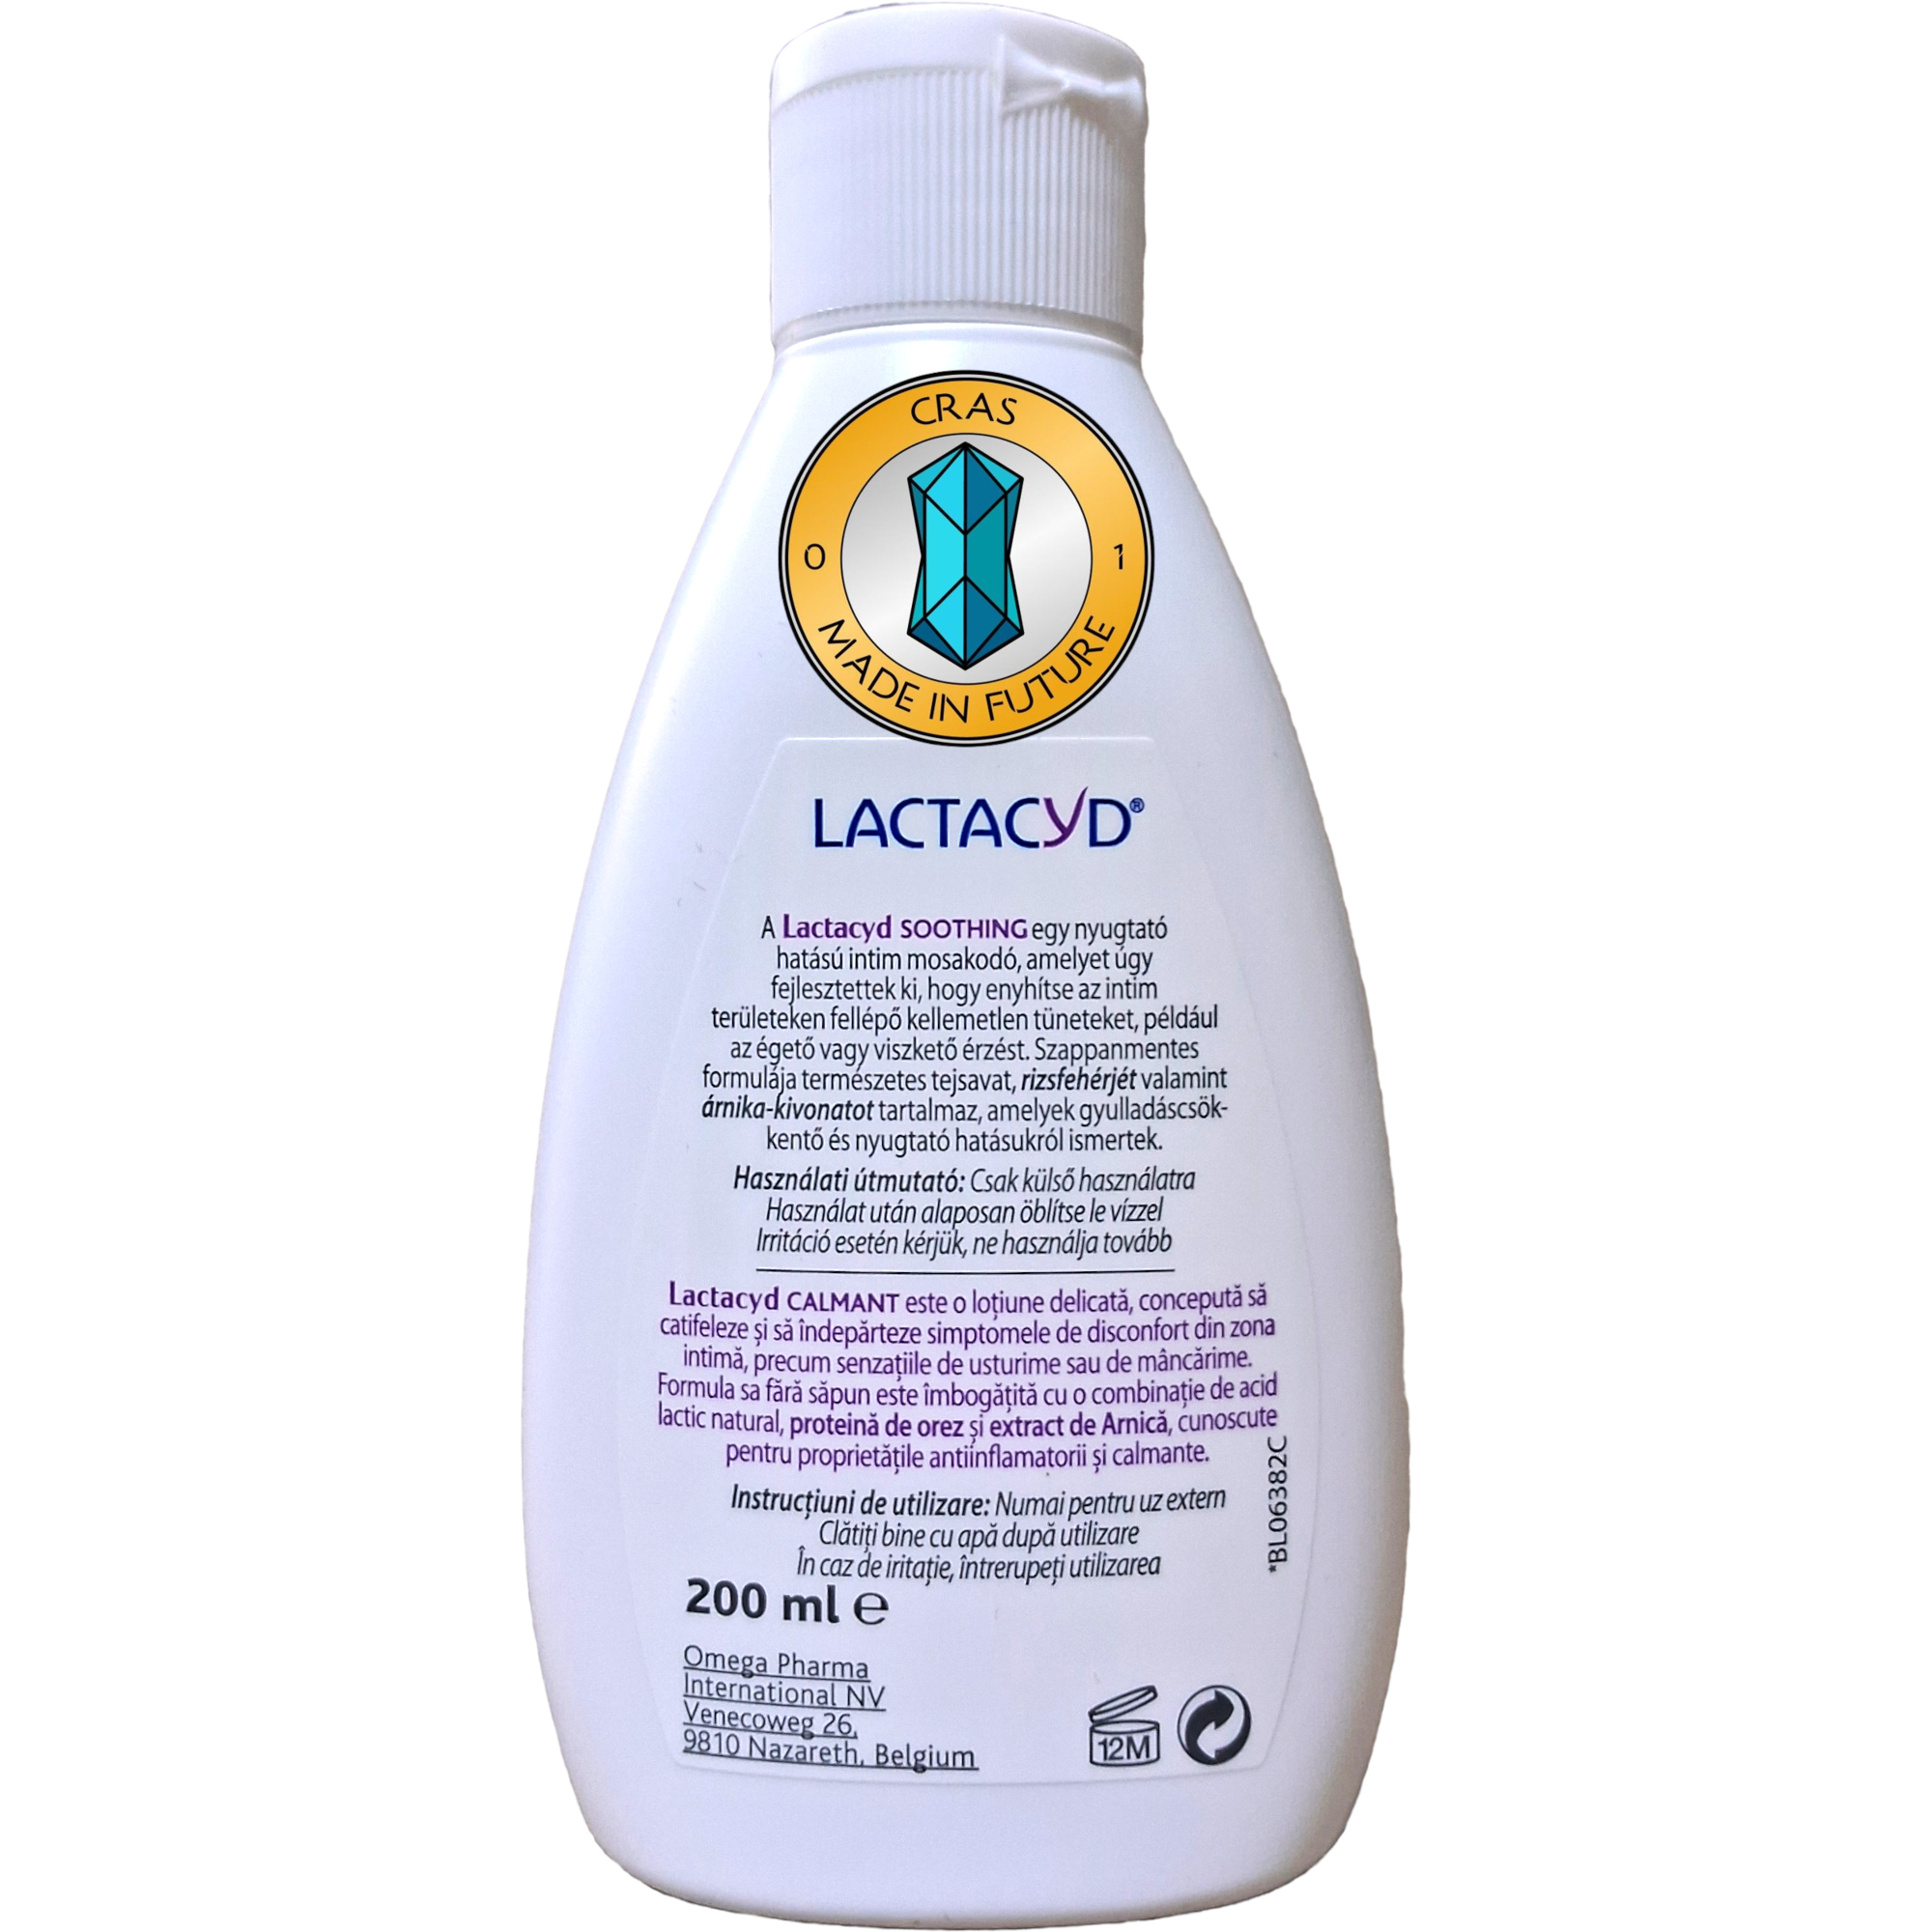 CRAS
0 1
MADE IN FUTURE
LACTACYD®
A Lactacyd SOOTHING egy nyugtató
hatású intim mosakodó, amelyet úgy
fejlesztettek ki, hogy enyhítse az intim
területeken fellépő kellemetlen tüneteket, például
az égető vagy viszkető érzést. Szappanmentes
formulája természetes tejsavat, rizsfehérjét valamint
árnika-kivonatot tartalmaz, amelyek gyulladáscsök-
kentő és nyugtató hatásukról ismertek.
Használati útmutató: Csak külső használatra
Használat után alaposan öblítse le vízzel
Irritáció esetén kérjük, ne használja tovább
Lactacyd CALMANT este o loțiune delicată, concepută să
catifeleze și să îndepărteze simptomele de disconfort din zona
intimă, precum senzațiile de usturime sau de mâncărime.
Formula sa fără săpun este îmbogățită cu o combinație de acid
lactic natural, proteină de orez și extract de Arnică, cunoscute
pentru proprietățile antiinflamatorii și calmante.
Instrucțiuni de utilizare: Numai pentru uz extern
Clătiți bine cu apă după utilizare
În caz de iritație, întrerupeți utilizarea
*BL06382C
200 ml ℮
Omega Pharma
International NV
Venecoweg 26,
9810 Nazareth, Belgium
12M